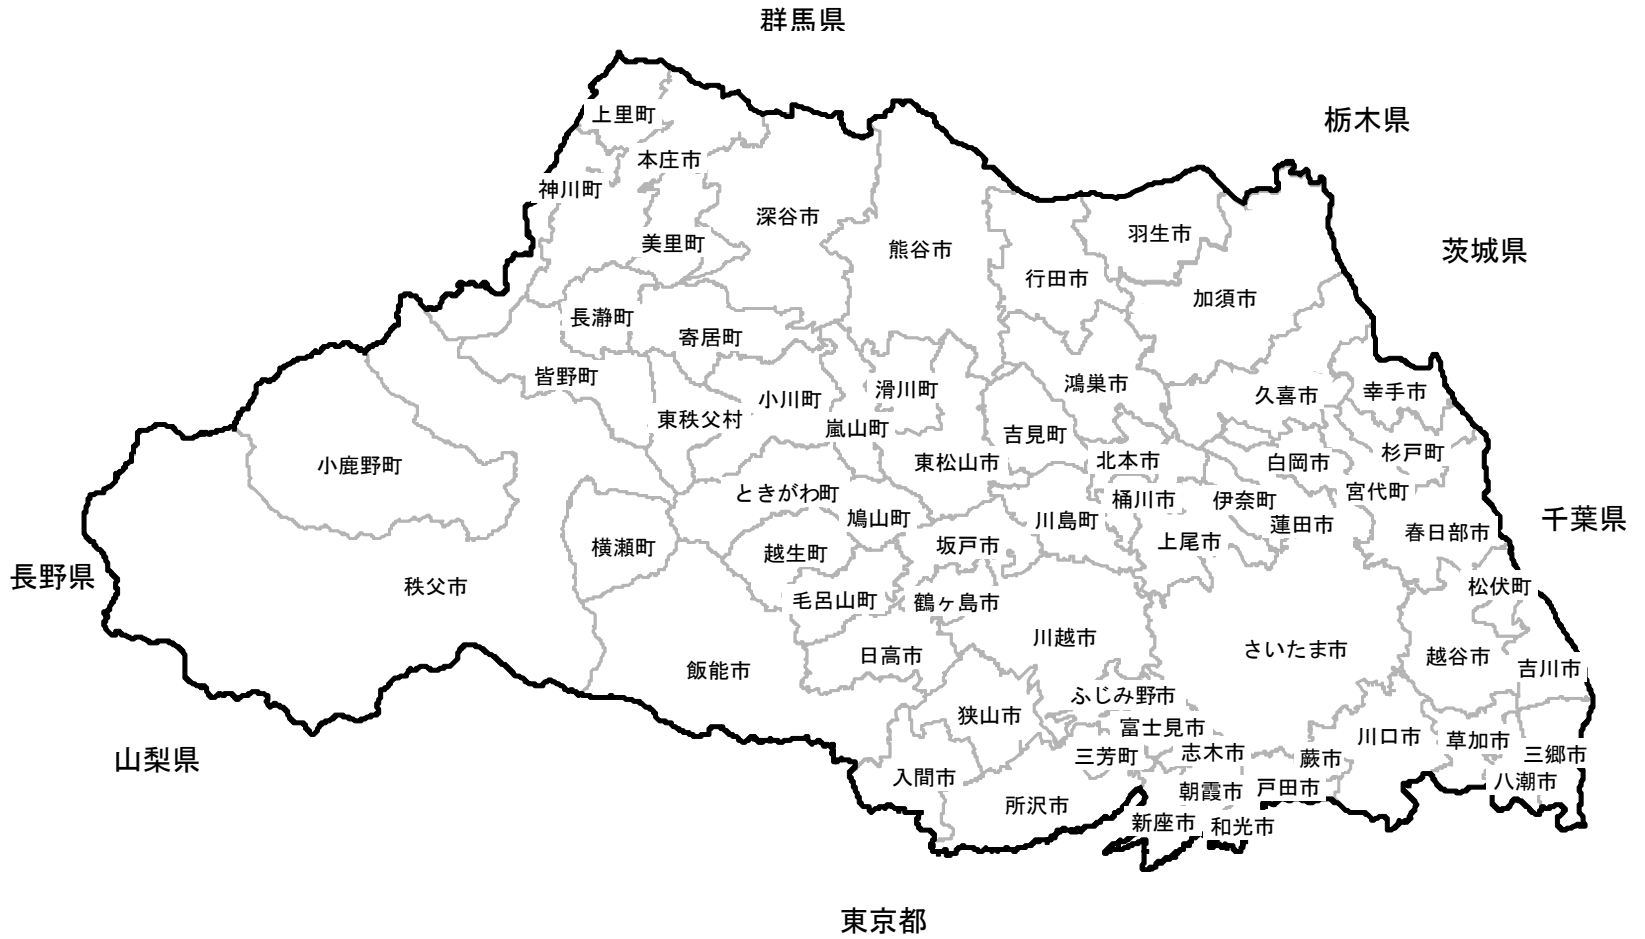 群馬県
栃木県
茨城県
千葉県
長野県
山梨県
東京都
上里町
本庄市
神川町
深谷市
美里町
熊谷市
羽生市
行田市
加須市
長瀞町
寄居町
皆野町
小川町
滑川町
鴻巣市
久喜市
幸手市
東秩父村
嵐山町
吉見町
小鹿野町
東松山市
北本市
白岡市
杉戸町
ときがわ町
桶川市
伊奈町
宮代町
鳩山町
川島町
蓮田市
横瀬町
越生町
坂戸市
上尾市
春日部市
秩父市
毛呂山町
鶴ヶ島市
松伏町
川越市
飯能市
日高市
さいたま市
越谷市
吉川市
ふじみ野市
狭山市
富士見市
川口市
草加市
三芳町
志木市
蕨市
三郷市
入間市
所沢市
朝霞市
戸田市
八潮市
新座市
和光市